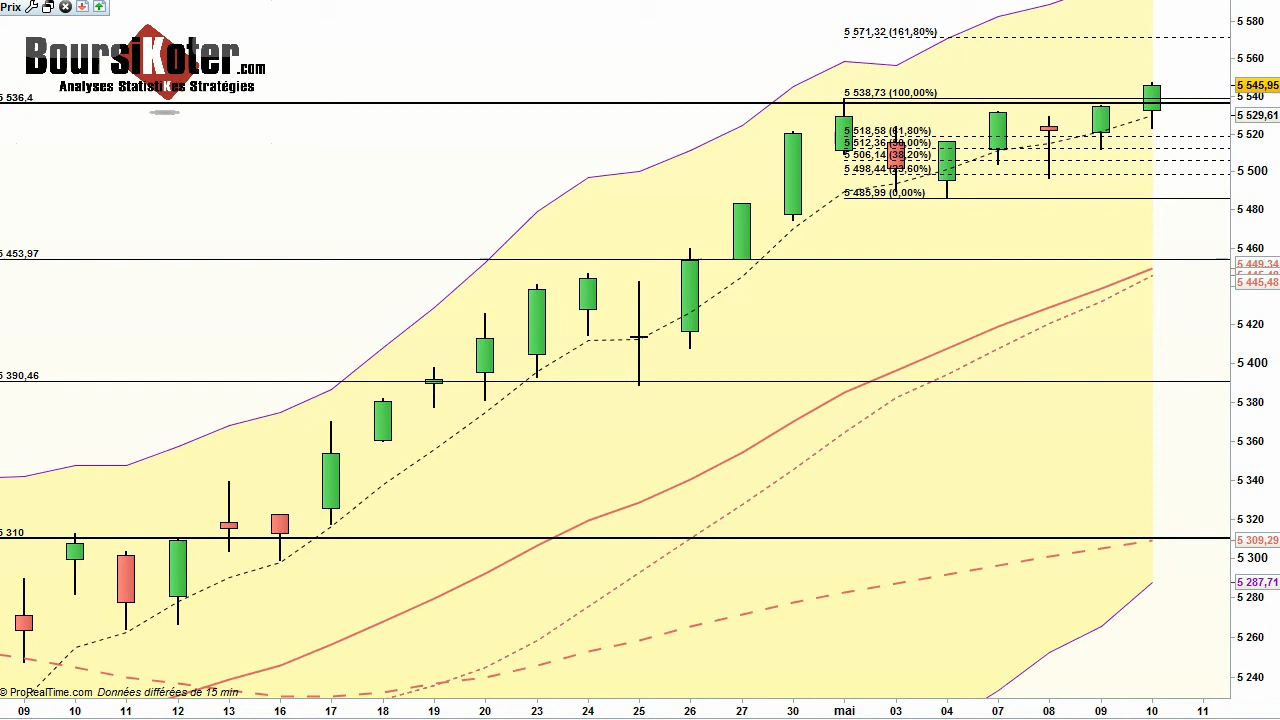 Prix
BoursiKoter.com
Analyses StatistiKes Stratégies
5 536,4
5 453,97
5 390,46
5 310
5 571,32 (161,80%)
5 538,73 (100,00%)
5 518,58 (61,80%)
5 512,36 (50,00%)
5 506,14 (38,20%)
5 498,44 (23,60%)
5 485,99 (0,00%)
5 580
5 560
5 545,95
5 540
5 529,61
5 520
5 500
5 480
5 460
5 449,34
5 445,48
5 420
5 400
5 380
5 360
5 340
5 320
5 309,29
5 300
5 287,71
5 280
5 260
5 240
© ProRealTime.com Données différées de 15 min
09 10 11 12 13 16 17 18 19 20 23 24 25 26 27 30 mai 03 04 07 08 09 10 11